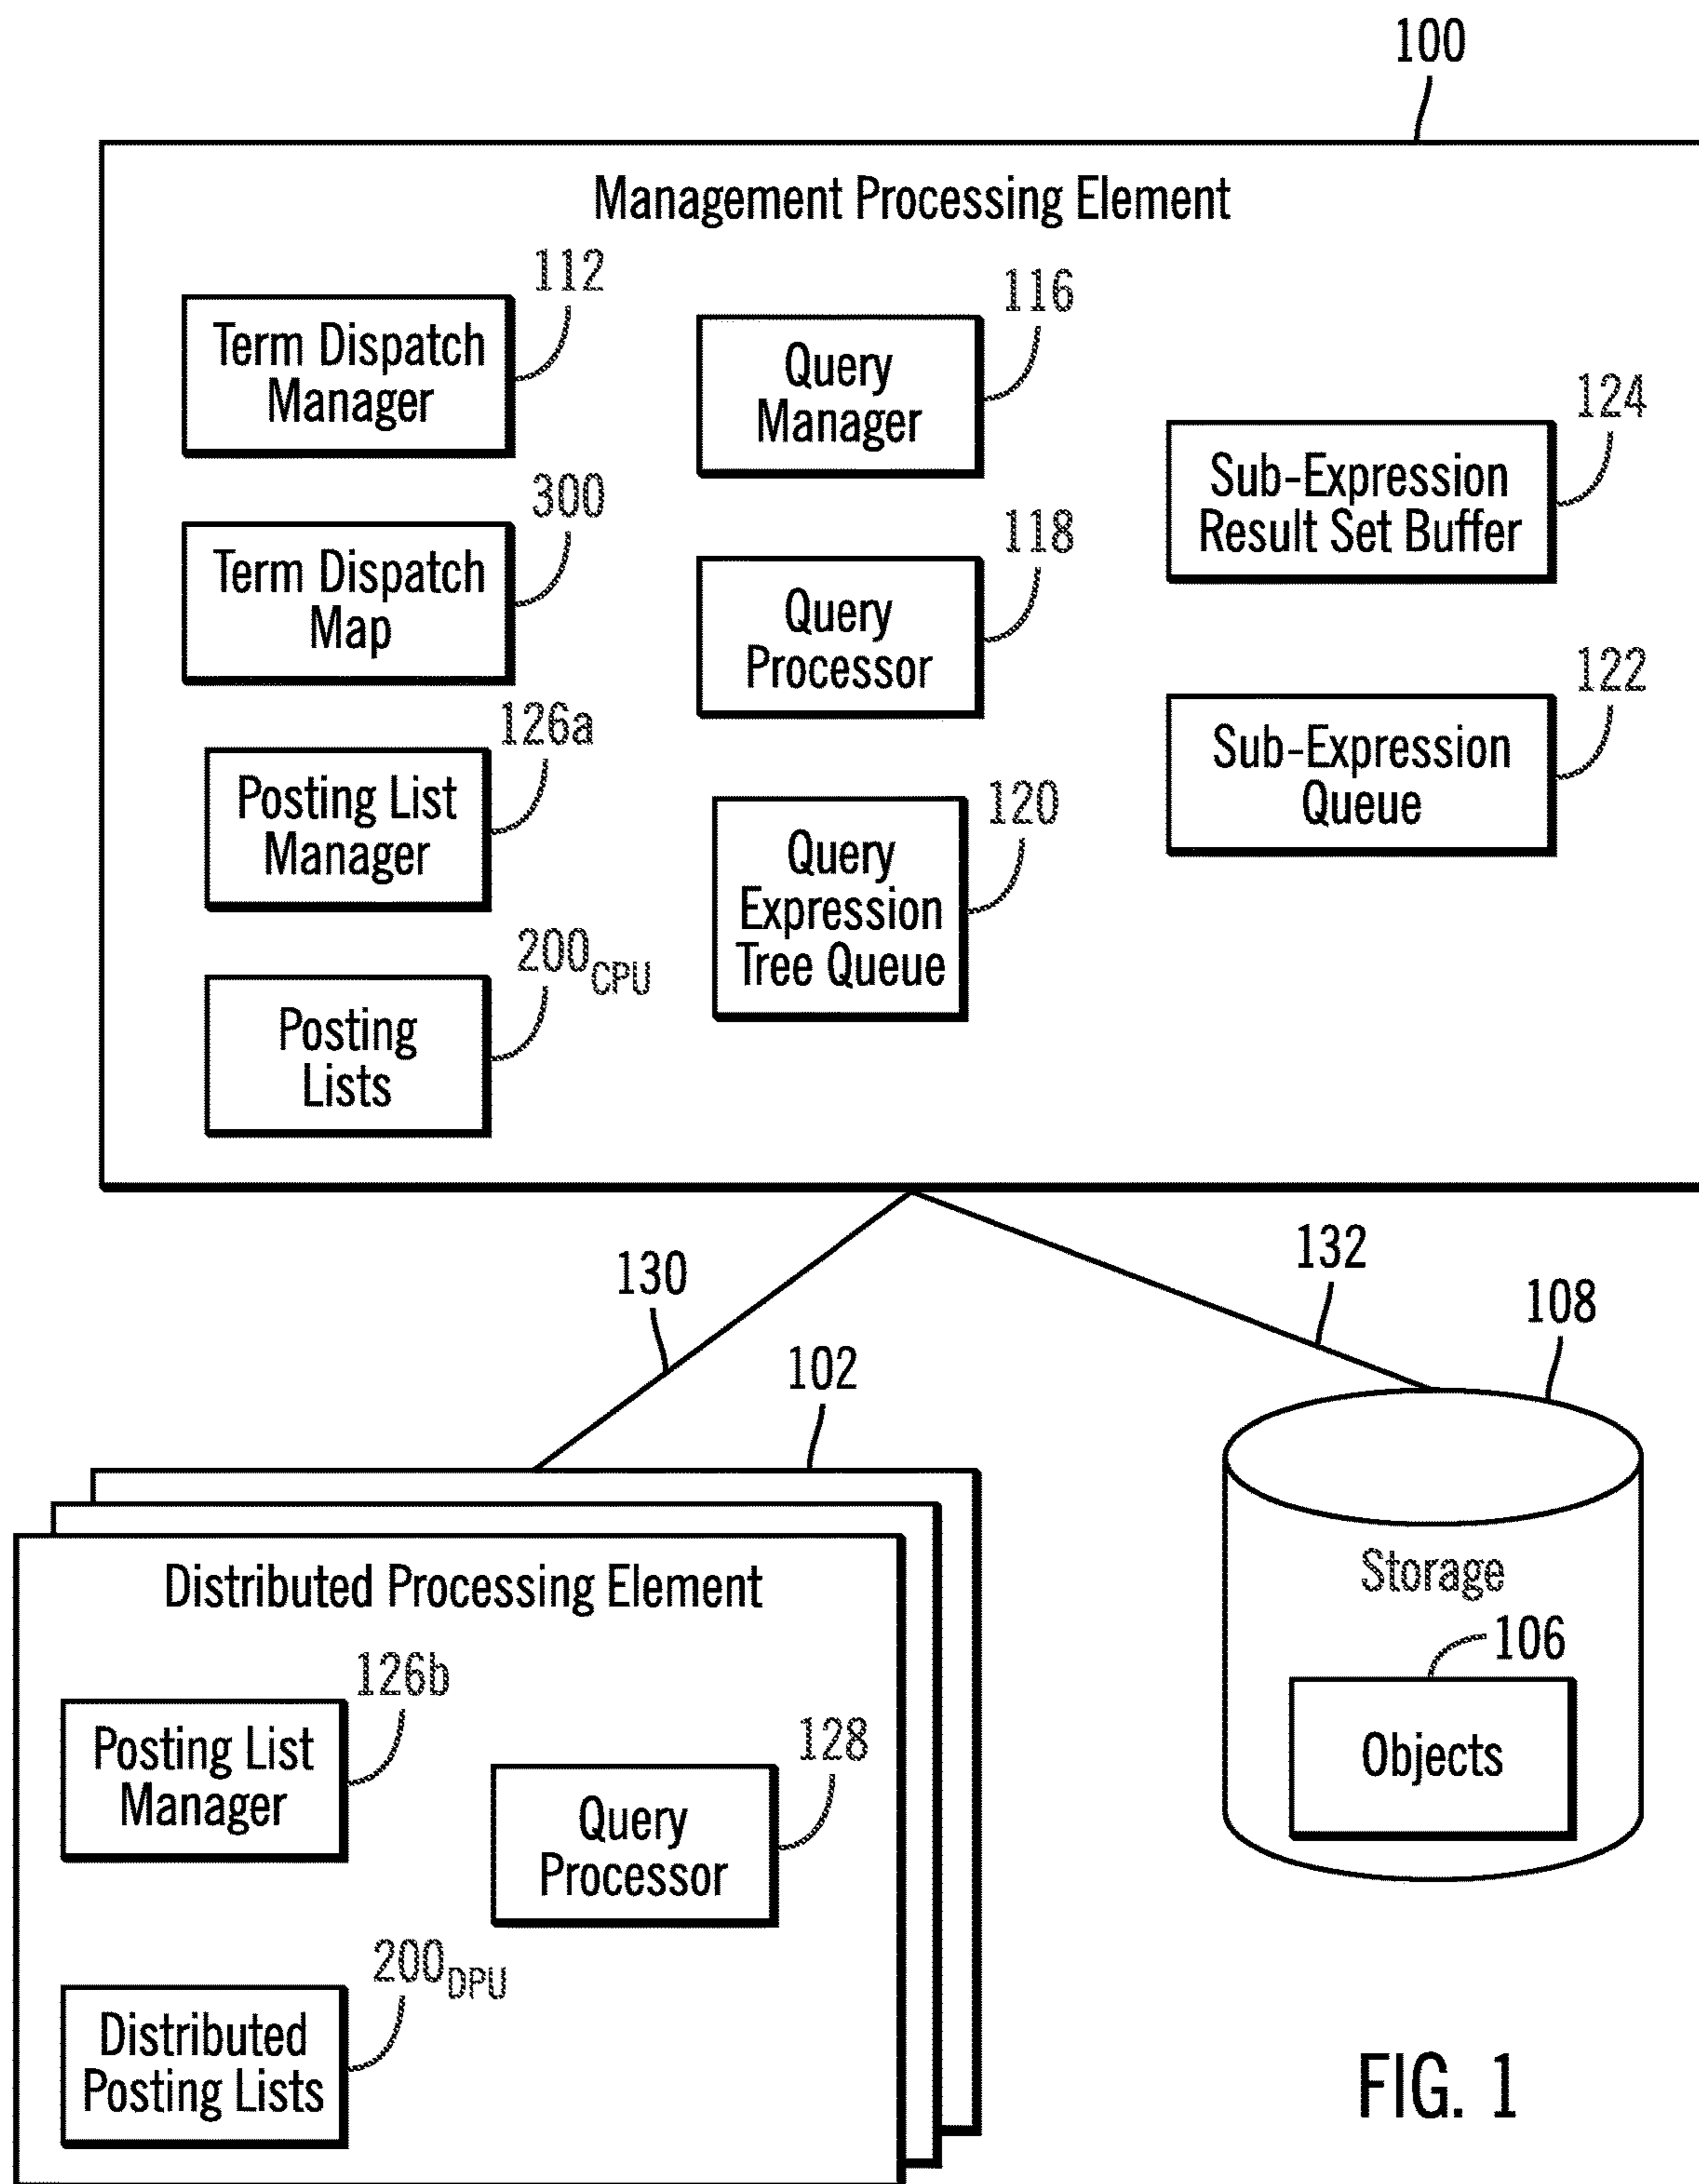 100
Management Processing Element
112
Term Dispatch
Manager
300
Term Dispatch
Map
126a
Posting List
Manager
200CPU
Posting
Lists
116
Query
Manager
118
Query
Processor
120
Query
Expression
Tree Queue
124
Sub-Expression
Result Set Buffer
122
Sub-Expression
Queue
130
132
102
108
Distributed Processing Element
126b
Posting List
Manager
128
Query
Processor
200DPU
Distributed
Posting Lists
Storage
106
Objects
FIG. 1